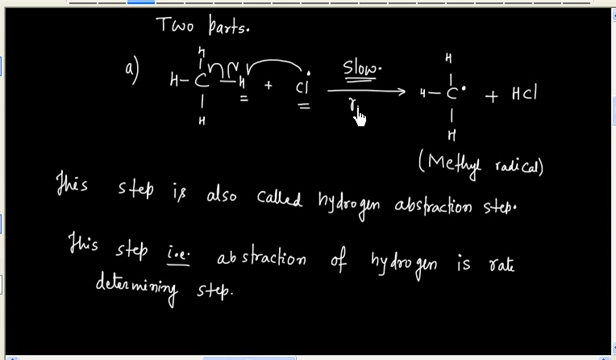 Two parts.
a) H-C-H + Cl Slow. C + HCl
H H
H H
H
(Methyl radical)
This step is also called hydrogen abstraction step.
This step i.e. abstraction of hydrogen is rate
determining step.